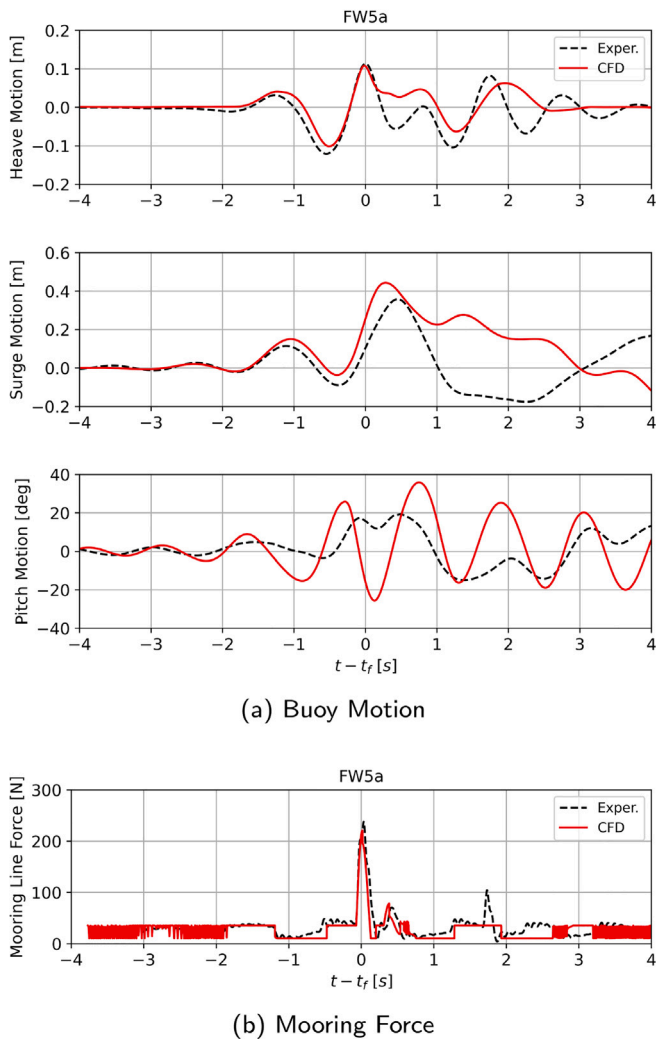 FW5a
Heave Motion [m]
0.2
0.1
0.0
−0.1
−0.2
Exper.
CFD
−4 −3 −2 −1 0 1 2 3 4
Surge Motion [m]
0.6
0.4
0.2
0.0
−0.2
−4 −3 −2 −1 0 1 2 3 4
Pitch Motion [deg]
40
20
0
−20
−40
−4 −3 −2 −1 0 1 2 3 4
t − t_f [s]
(a) Buoy Motion
FW5a
Mooring Line Force [N]
300
200
100
0
Exper.
CFD
−4 −3 −2 −1 0 1 2 3 4
t − t_f [s]
(b) Mooring Force